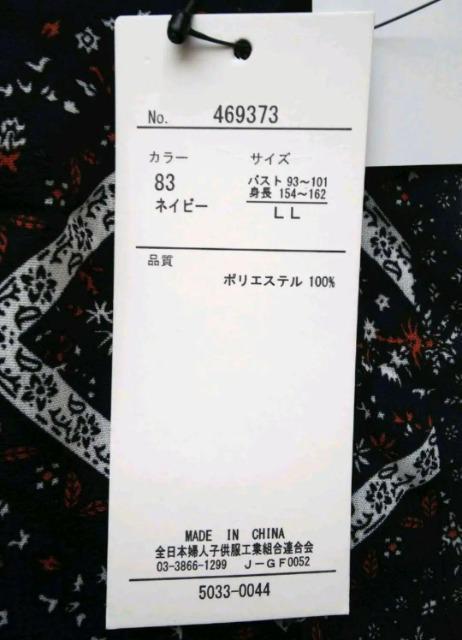 No. 469373
カラー サイズ
83 バスト 93～101
ネイビー 身長 154～162
LL
品質
ポリエステル 100%
MADE IN CHINA
全日本婦人子供服工業組合連合会
03-3866-1299 J-GF0052
5033-0044